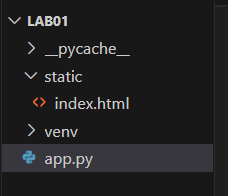 LAB01
__pycache__
static
<> index.html
venv
app.py